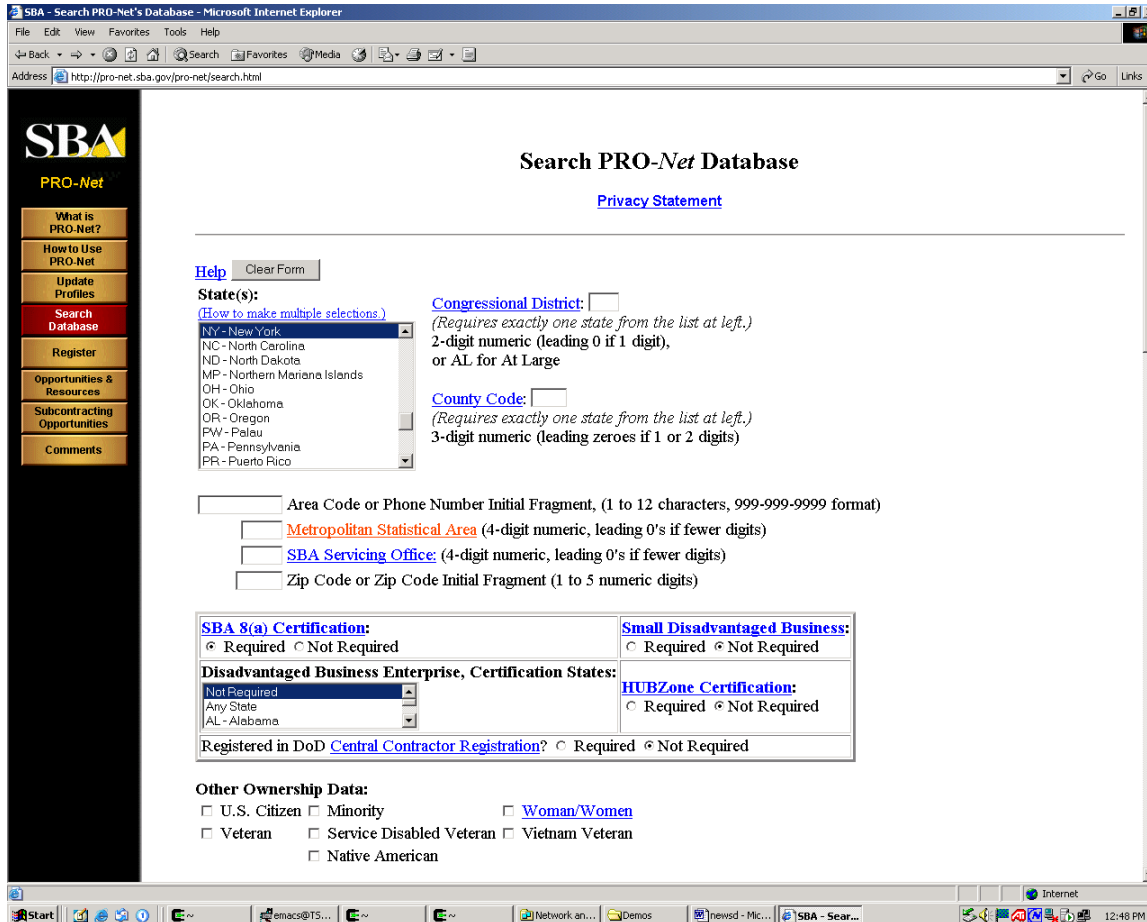 SBA - Search PRO-Net's Database - Microsoft Internet Explorer
File Edit View Favorites Tools Help
Back Search Favorites Media
Address http://pro-net.sba.gov/pro-net/search.html Go Links
SBA
PRO-Net
What is
PRO-Net?
How to Use
PRO-Net
Update
Profiles
Search
Database
Register
Opportunities &
Resources
Subcontracting
Opportunities
Comments
Search PRO-Net Database
Privacy Statement
Help Clear Form
State(s):
(How to make multiple selections.)
NY - New York
NC - North Carolina
ND - North Dakota
MP - Northern Mariana Islands
OH - Ohio
OK - Oklahoma
OR - Oregon
PW - Palau
PA - Pennsylvania
PR - Puerto Rico
Congressional District:
(Requires exactly one state from the list at left.)
2-digit numeric (leading 0 if 1 digit),
or AL for At Large
County Code:
(Requires exactly one state from the list at left.)
3-digit numeric (leading zeroes if 1 or 2 digits)
Area Code or Phone Number Initial Fragment, (1 to 12 characters, 999-999-9999 format)
Metropolitan Statistical Area (4-digit numeric, leading 0's if fewer digits)
SBA Servicing Office: (4-digit numeric, leading 0's if fewer digits)
Zip Code or Zip Code Initial Fragment (1 to 5 numeric digits)
SBA 8(a) Certification:
Required Not Required
Small Disadvantaged Business:
Required Not Required
Disadvantaged Business Enterprise, Certification States:
Not Required
Any State
AL - Alabama
HUBZone Certification:
Required Not Required
Registered in DoD Central Contractor Registration? Required Not Required
Other Ownership Data:
U.S. Citizen Minority Woman/Women
Veteran Service Disabled Veteran Vietnam Veteran
Native American
Internet
Start ~ emacs@T5... ~ ~ Network an... Demos newsd - Mic... SBA - Sear... 12:48 PM